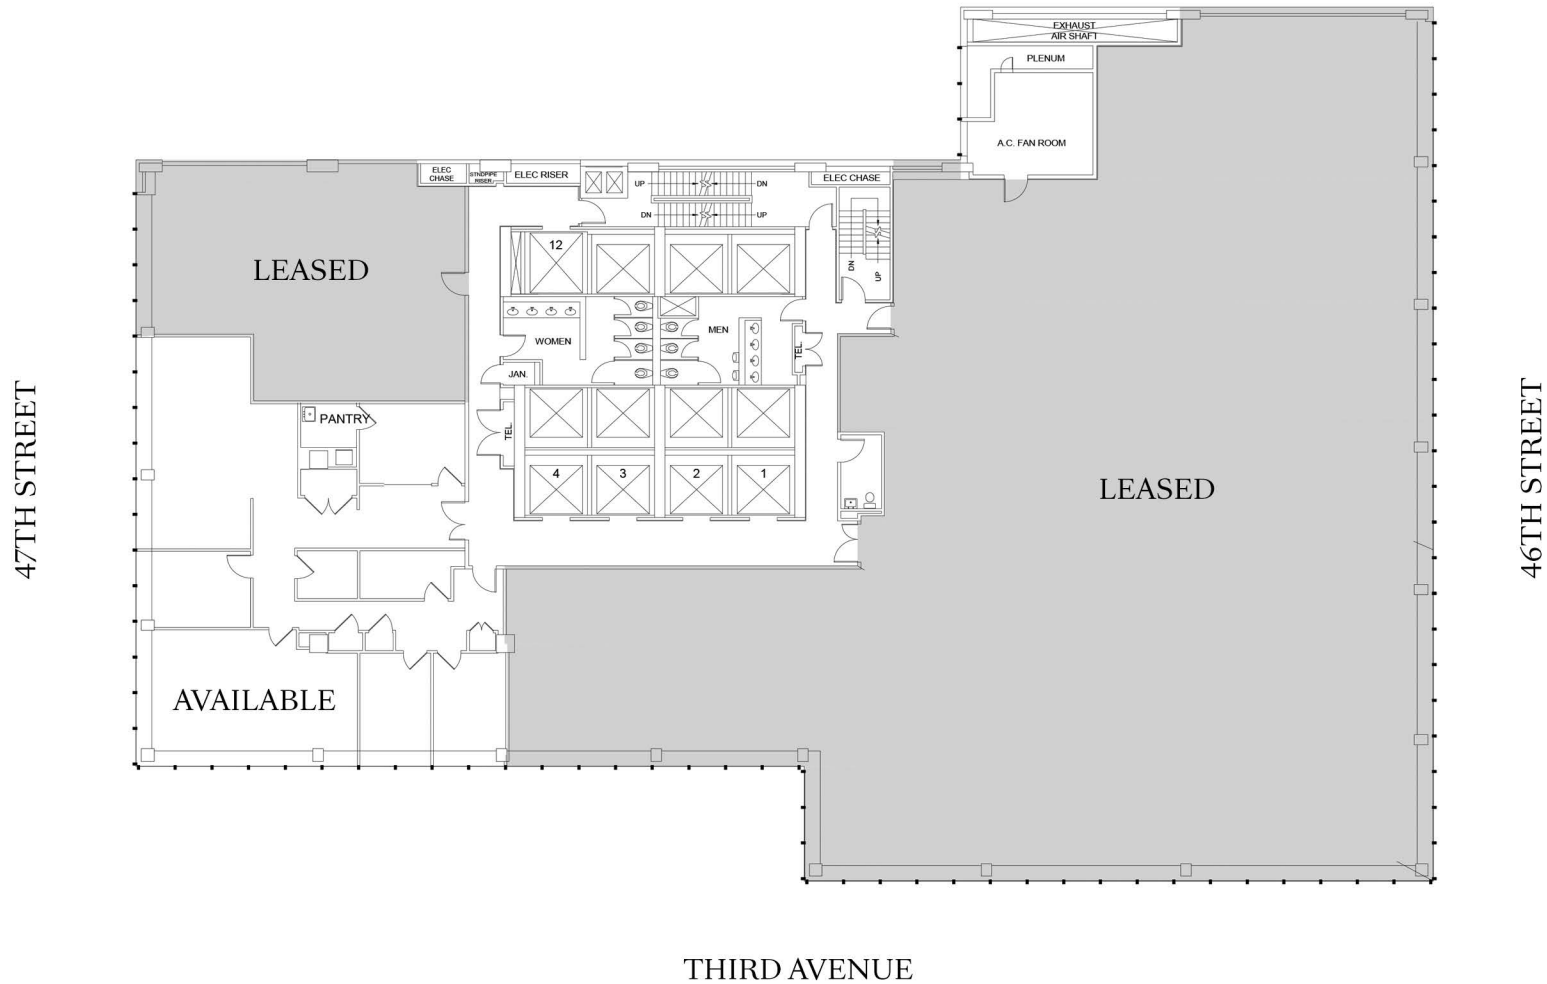 EXHAUST
AIR SHAFT
PLENUM
A.C. FAN ROOM
ELEC
CHASE
STNDPIPE
RISER
ELEC RISER
ELEC CHASE
UP
DN
DN
UP
DN
UP
12
LEASED
WOMEN
MEN
TEL.
JAN.
PANTRY
TEL.
4
3
2
1
LEASED
47TH STREET
46TH STREET
AVAILABLE
THIRD AVENUE